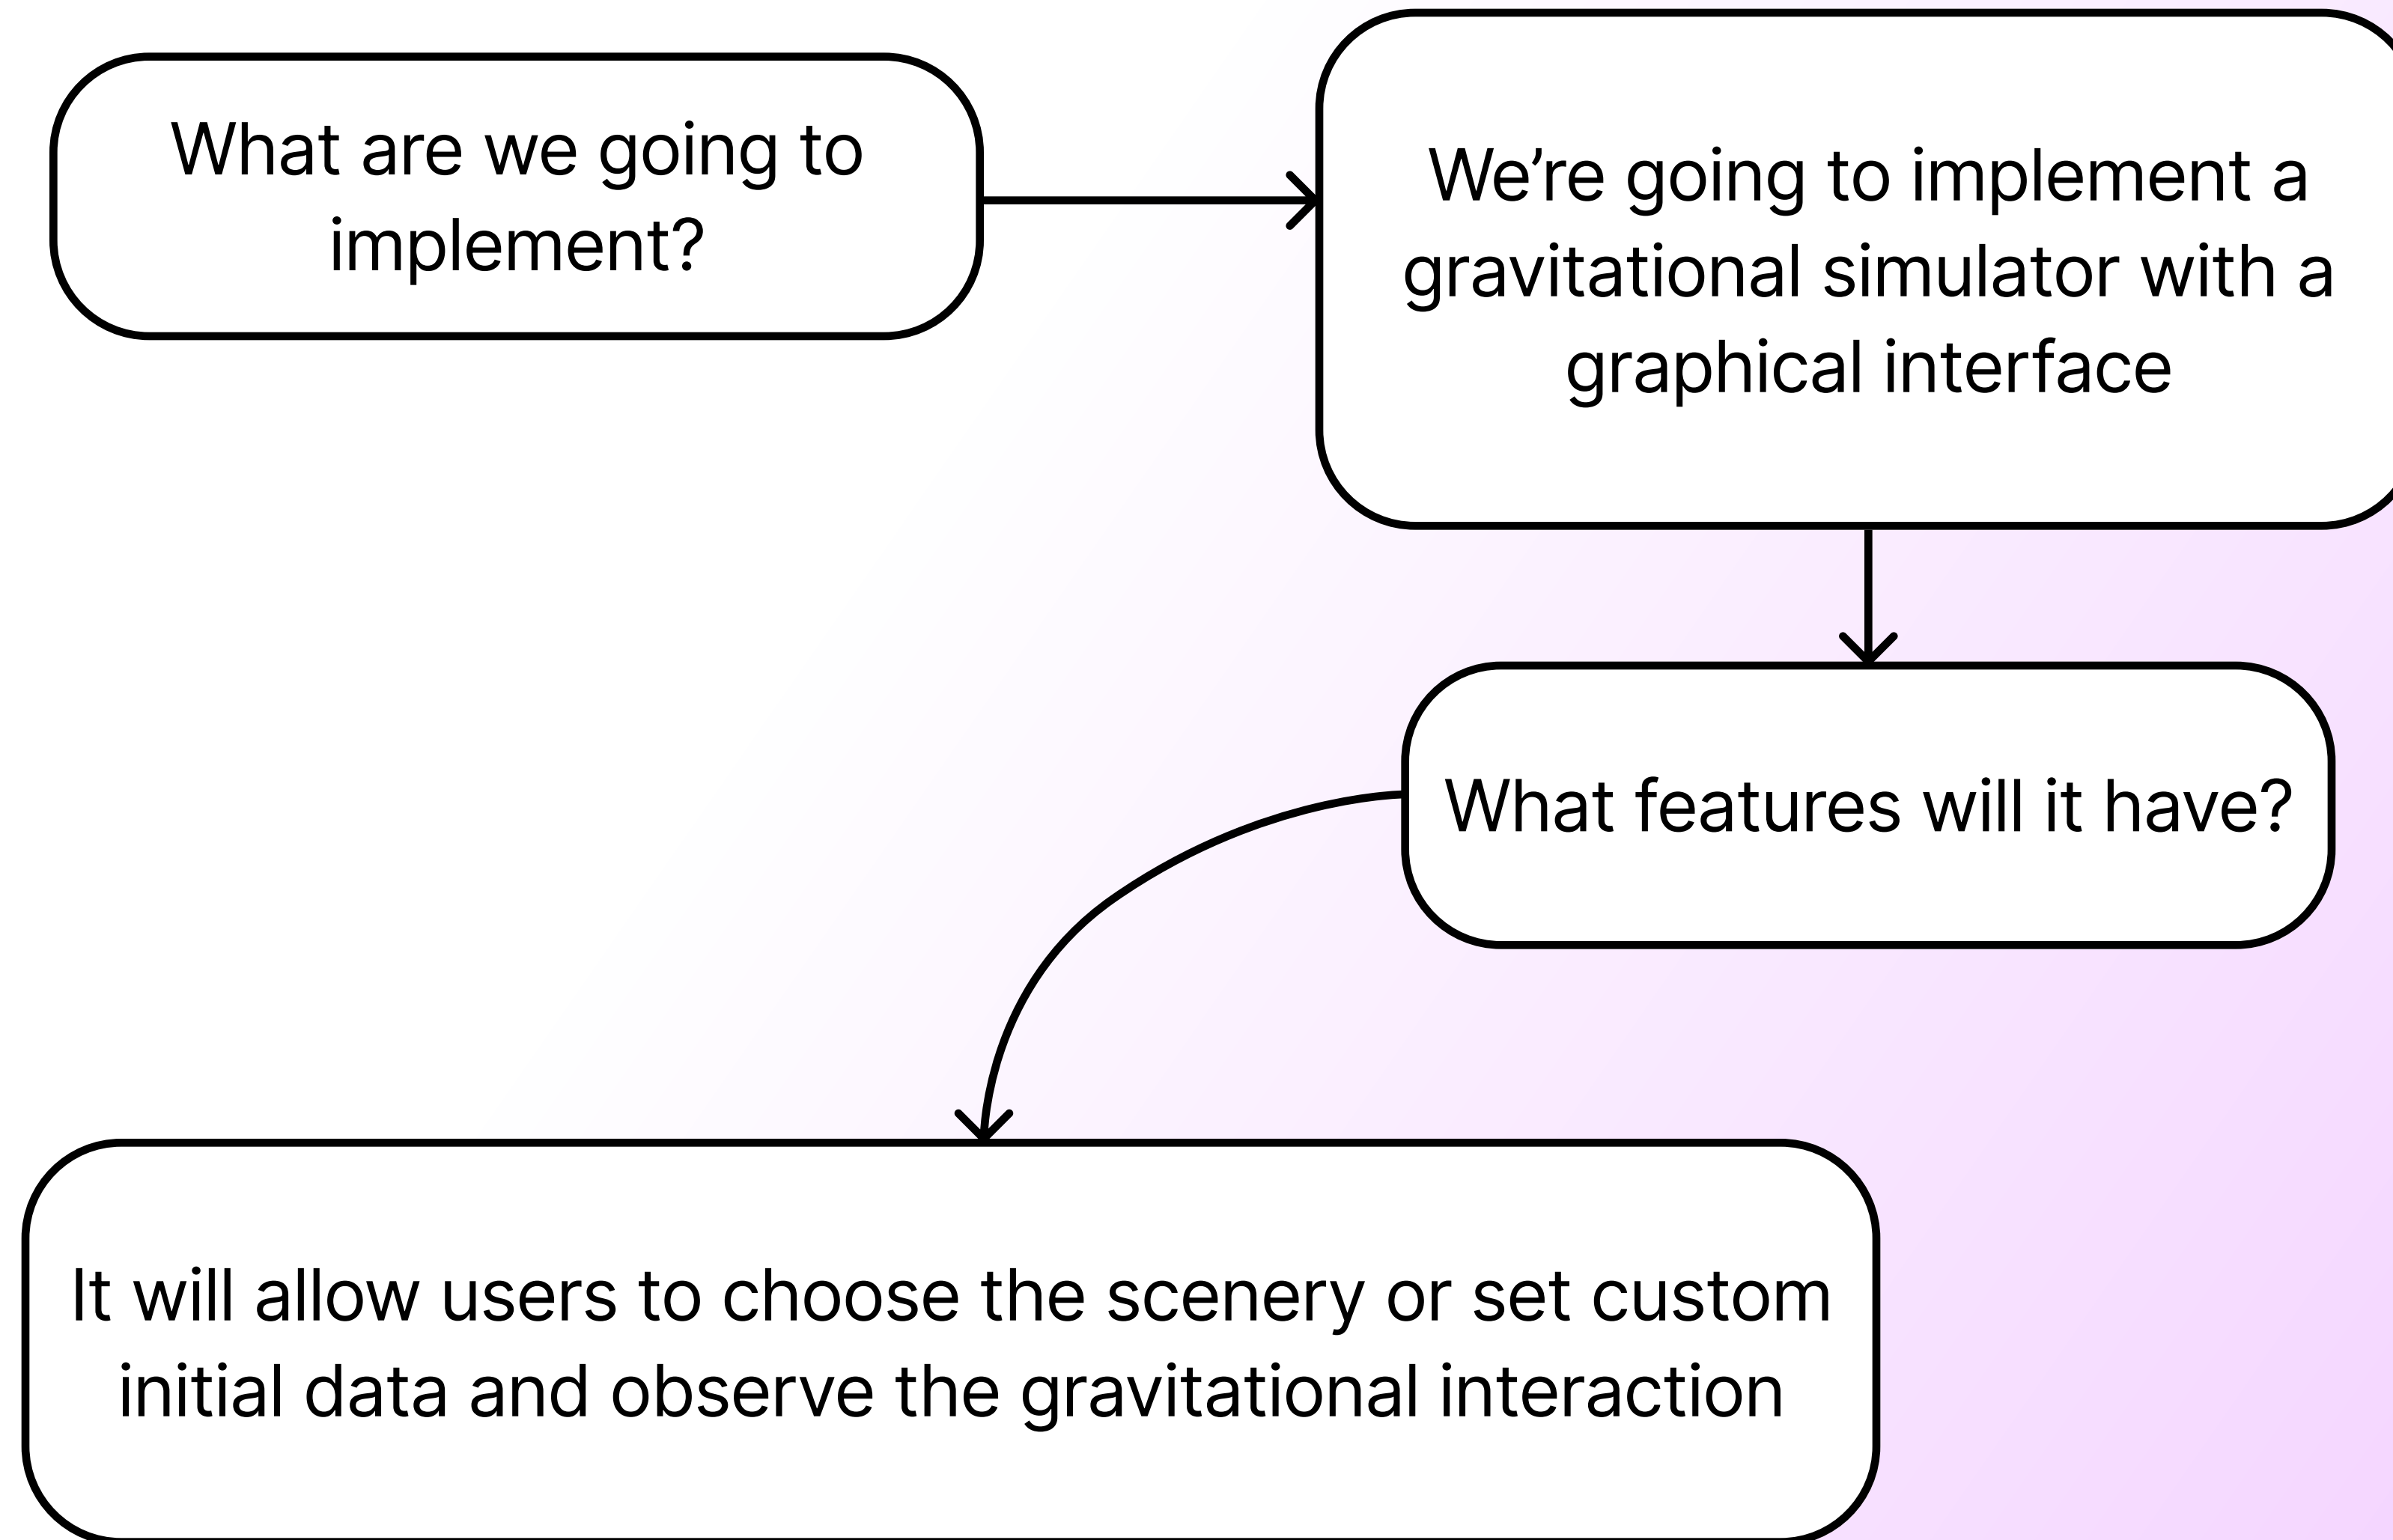 What are we going to
implement?
We’re going to implement a
gravitational simulator with a
graphical interface
What features will it have?
It will allow users to choose the scenery or set custom
initial data and observe the gravitational interaction